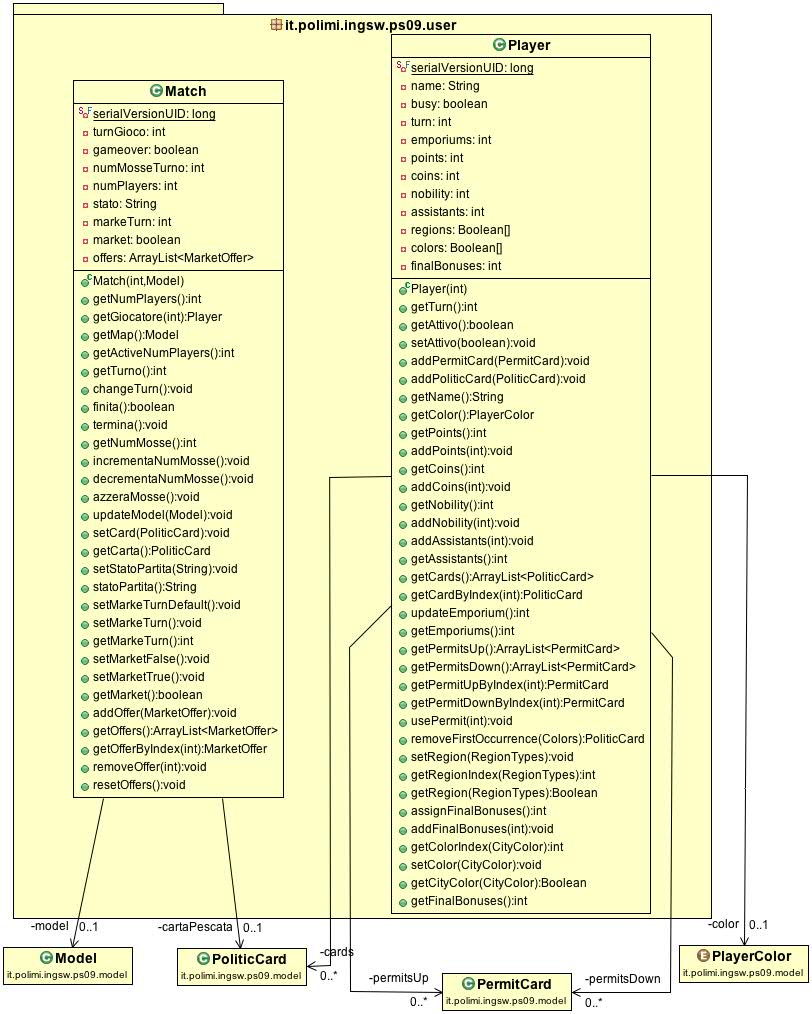 it.polimi.ingsw.ps09.user
Match
serialVersionUID: long
turnGioco: int
gameover: boolean
numMosseTurno: int
numPlayers: int
stato: String
markeTurn: int
market: boolean
offers: ArrayList<MarketOffer>
Match(int,Model)
getNumPlayers():int
getGiocatore(int):Player
getMap():Model
getActiveNumPlayers():int
getTurno():int
changeTurn():void
finita():boolean
termina():void
getNumMosse():int
incrementaNumMosse():void
decrementaNumMosse():void
azzeraMosse():void
updateModel(Model):void
setCard(PoliticCard):void
getCarta():PoliticCard
setStatoPartita(String):void
statoPartita():String
setMarkeTurnDefault():void
setMarkeTurn():void
getMarkeTurn():int
setMarketFalse():void
setMarketTrue():void
getMarket():boolean
addOffer(MarketOffer):void
getOffers():ArrayList<MarketOffer>
getOfferByIndex(int):MarketOffer
removeOffer(int):void
resetOffers():void
Player
serialVersionUID: long
name: String
busy: boolean
turn: int
emporiums: int
points: int
coins: int
nobility: int
assistants: int
regions: Boolean[]
colors: Boolean[]
finalBonuses: int
Player(int)
getTurn():int
getAttivo():boolean
setAttivo(boolean):void
addPermitCard(PermitCard):void
addPoliticCard(PoliticCard):void
getName():String
getColor():PlayerColor
getPoints():int
addPoints(int):void
getCoins():int
addCoins(int):void
getNobility():int
addNobility(int):void
addAssistants(int):void
getAssistants():int
getCards():ArrayList<PoliticCard>
getCardByIndex(int):PoliticCard
updateEmporium():int
getEmporiums():int
getPermitsUp():ArrayList<PermitCard>
getPermitsDown():ArrayList<PermitCard>
getPermitUpByIndex(int):PermitCard
getPermitDownByIndex(int):PermitCard
usePermit(int):void
removeFirstOccurrence(Colors):PoliticCard
setRegion(RegionTypes):void
getRegionIndex(RegionTypes):int
getRegion(RegionTypes):Boolean
assignFinalBonuses():int
addFinalBonuses(int):void
getColorIndex(CityColor):int
setColor(CityColor):void
getCityColor(CityColor):Boolean
getFinalBonuses():int
-model 0..1
-cartaPescata 0..1
-cards
0..*
-permitsUp
0..*
-permitsDown
0..*
-color 0..1
Model
it.polimi.ingsw.ps09.model
PoliticCard
it.polimi.ingsw.ps09.model
PermitCard
it.polimi.ingsw.ps09.model
PlayerColor
it.polimi.ingsw.ps09.model